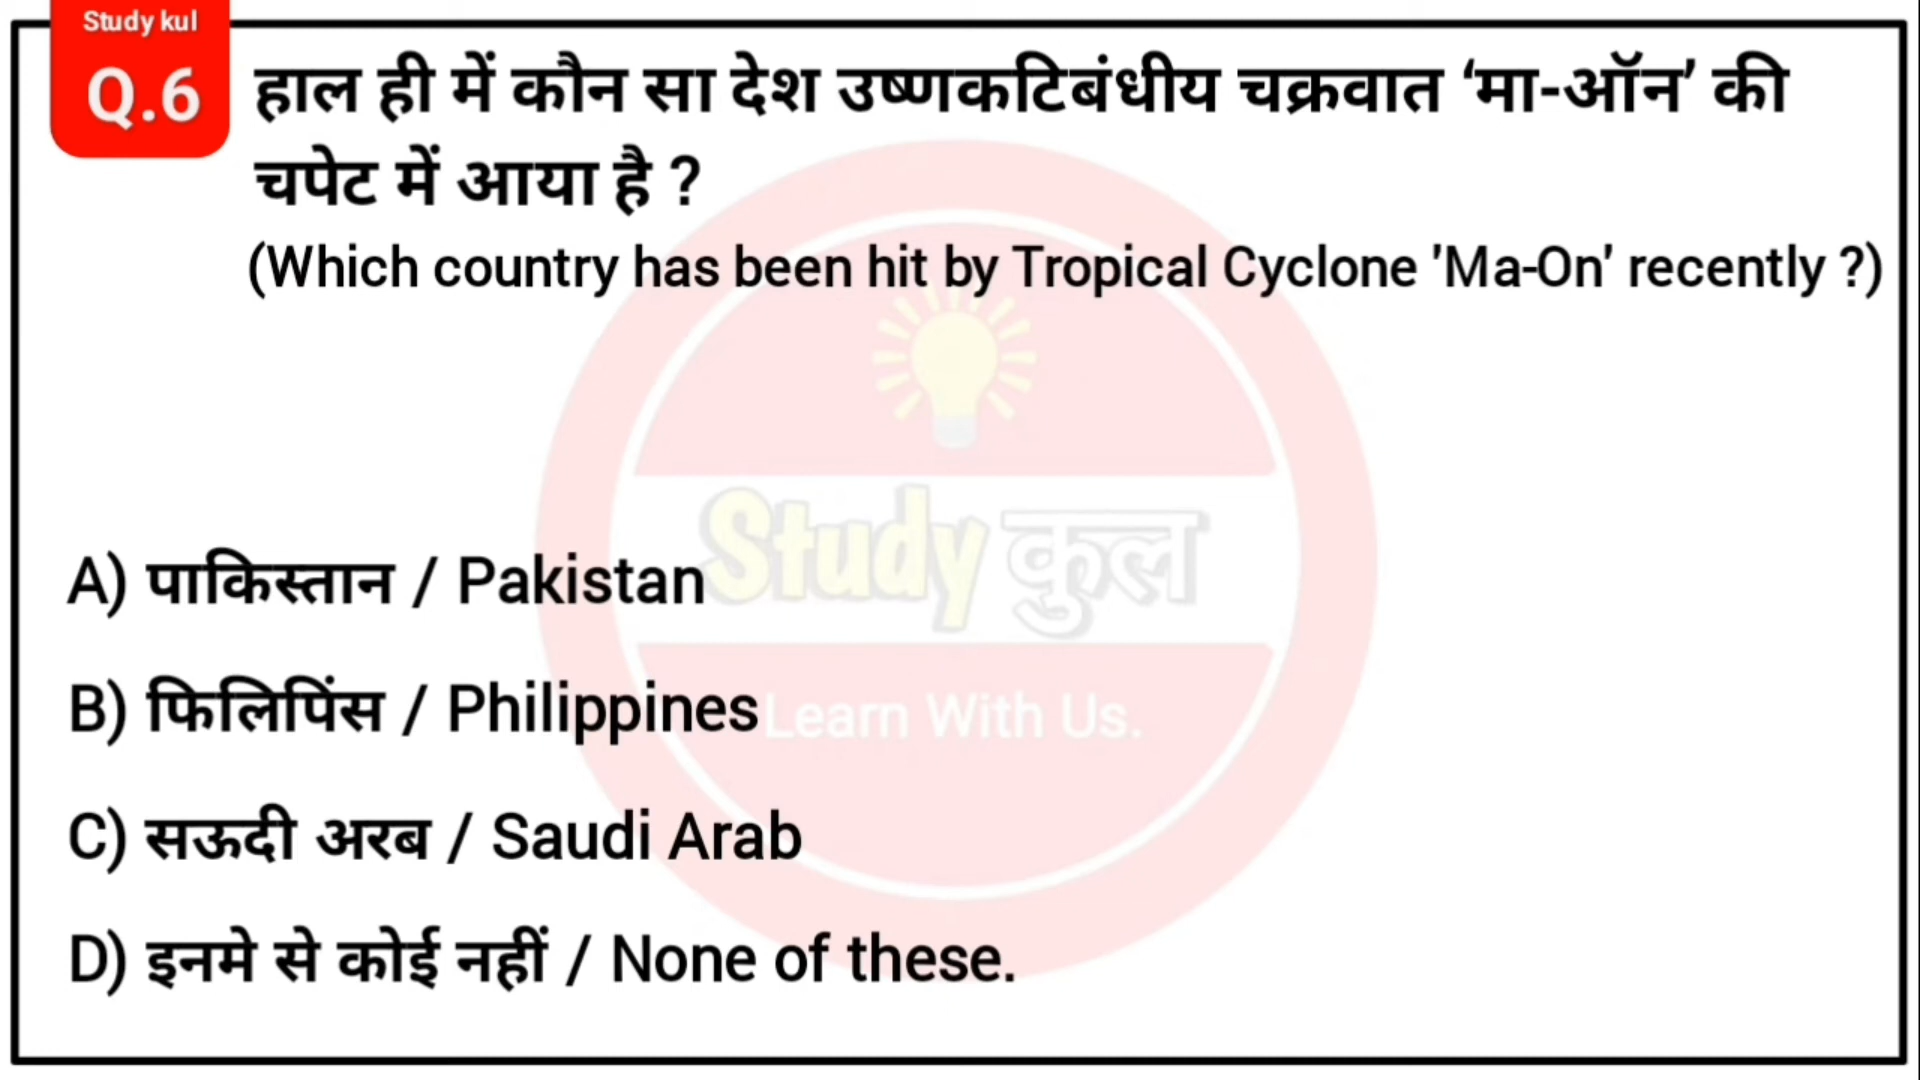 Study kul
Q.6
हाल ही में कौन सा देश उष्णकटिबंधीय चक्रवात ‘मा-ऑन’ की
चपेट में आया है ?
(Which country has been hit by Tropical Cyclone 'Ma-On' recently ?)
Study कुल
A) पाकिस्तान / Pakistan
B) फिलिपिंस / Philippines
Learn With Us.
C) सऊदी अरब / Saudi Arab
D) इनमे से कोई नहीं / None of these.